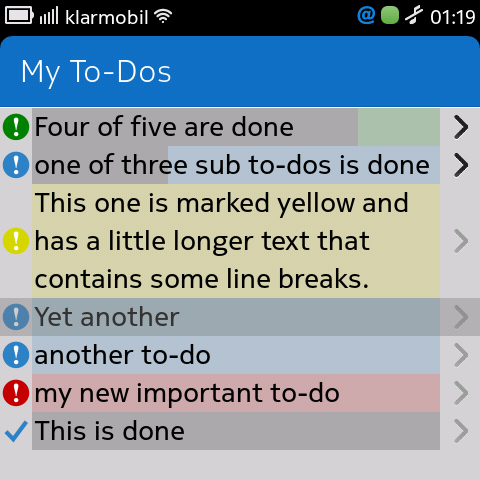 klarmobil 01:19
My To-Dos
Four of five are done
one of three sub to-dos is done
This one is marked yellow and
has a little longer text that
contains some line breaks.
Yet another
another to-do
my new important to-do
This is done